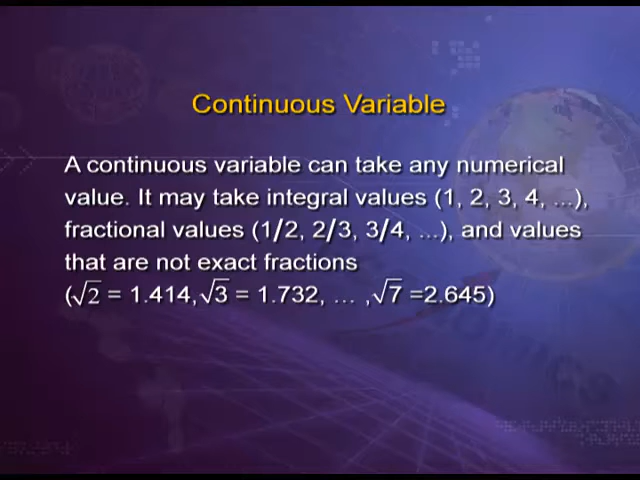 Continuous Variable
A continuous variable can take any numerical
value. It may take integral values (1, 2, 3, 4, ...),
fractional values (1/2, 2/3, 3/4, ...), and values
that are not exact fractions
(√2 = 1.414,√3 = 1.732, ... ,√7 =2.645)